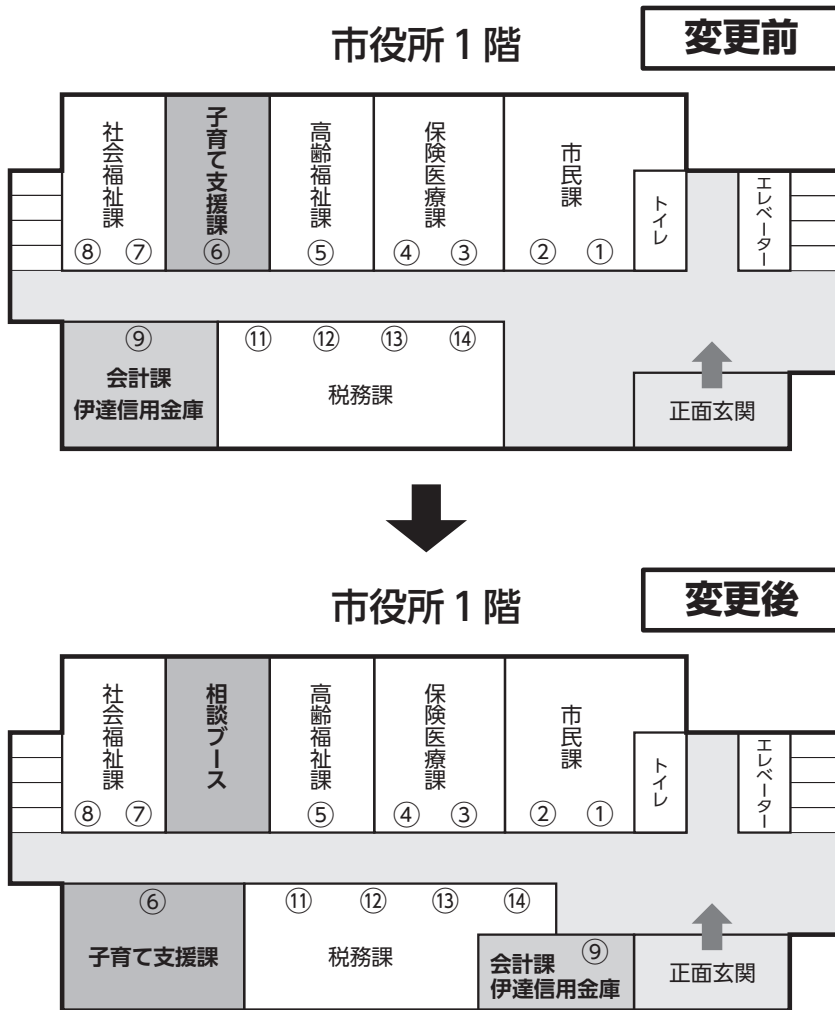 市役所1階
変更前
社会福祉課
⑧ ⑦
子育て支援課
⑥
高齢福祉課
⑤
保険医療課
④ ③
市民課
② ①
トイレ
エレベーター
⑨
会計課
伊達信用金庫
⑪ ⑫ ⑬ ⑭
税務課
正面玄関
市役所1階
変更後
社会福祉課
⑧ ⑦
相談ブース
高齢福祉課
⑤
保険医療課
④ ③
市民課
② ①
トイレ
エレベーター
⑥
子育て支援課
⑪ ⑫ ⑬ ⑭
税務課
⑨
会計課
伊達信用金庫
正面玄関